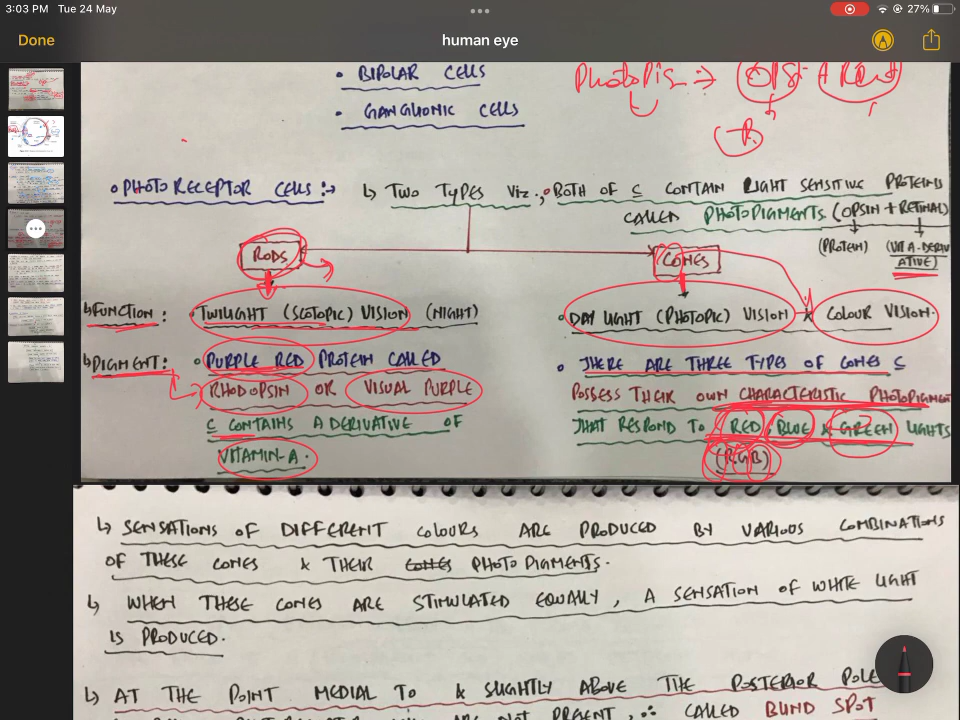 3:03 PM Tue 24 May
27%
Done
human eye
• BIPOLAR CELLS
• GANGLIONIC CELLS
• PHOTORECEPTOR CELLS :→ ↳ TWO TYPES VIZ., • BOTH OF C̄ CONTAIN LIGHT SENSITIVE PROTEINS
CALLED PHOTOPIGMENTS (OPSIN + RETINAL)
(PROTEIN) (VIT A-DERIV
ATIVE)
RODS
CONES
↳ FUNCTION : • TWILIGHT (SCOTOPIC) VISION (NIGHT)
• DAY LIGHT (PHOTOPIC) VISION & COLOUR VISION.
↳ PIGMENT : • PURPLE RED PROTEIN CALLED
RHODOPSIN OR VISUAL PURPLE
C̄ CONTAINS A DERIVATIVE OF
VITAMIN-A.
• THERE ARE THREE TYPES OF CONES C̄
POSSESS THEIR OWN CHARACTERISTIC PHOTOPIGMENT
THAT RESPOND TO RED, BLUE & GREEN LIGHTS
(RGB)
↳ SENSATIONS OF DIFFERENT COLOURS ARE PRODUCED BY VARIOUS COMBINATIONS
OF THESE CONES & THEIR PHOTO PIGMENTS.
↳ WHEN THESE CONES ARE STIMULATED EQUALLY, A SENSATION OF WHITE LIGHT
IS PRODUCED.
↳ AT THE POINT MEDIAL TO & SLIGHTLY ABOVE THE POSTERIOR POLE
ARE NOT PRESENT, ∴ CALLED BLIND SPOT